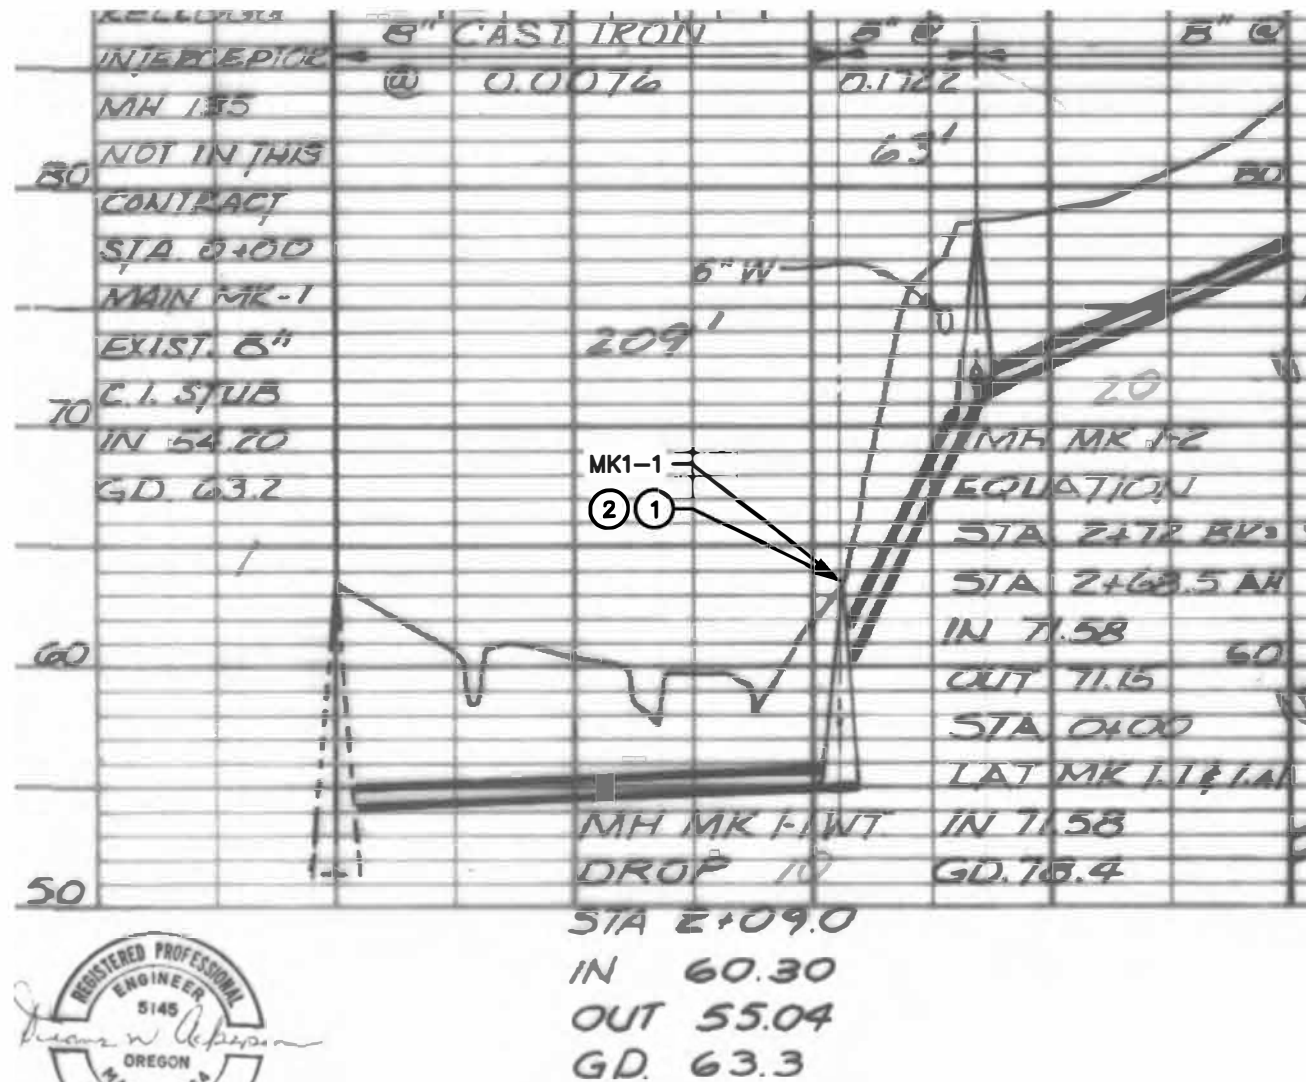 INTERCEPTOR
MH 135
NOT IN THIS
CONTRACT
STA. 0+00
MAIN MK-1
EXIST. 8"
C.I. STUB
IN 54.20
GD. 63.2
8" CAST IRON
@ 0.0076
8" @
0.1722
63'
8" @
80
80
70
60
60
50
6" W
209'
MK1-1
2 1
20
MH MK 1-2
EQUATION
STA 2+72 BK
STA 2+68.5 AH
IN 71.58
OUT 71.15
STA 0+00
LAT MK 1.1 & 1.A
IN 71.58
GD. 78.4
MH MK 1-1 WT.
DROP 10
STA 2+09.0
IN 60.30
OUT 55.04
GD. 63.3
REGISTERED PROFESSIONAL
ENGINEER
5145
OREGON